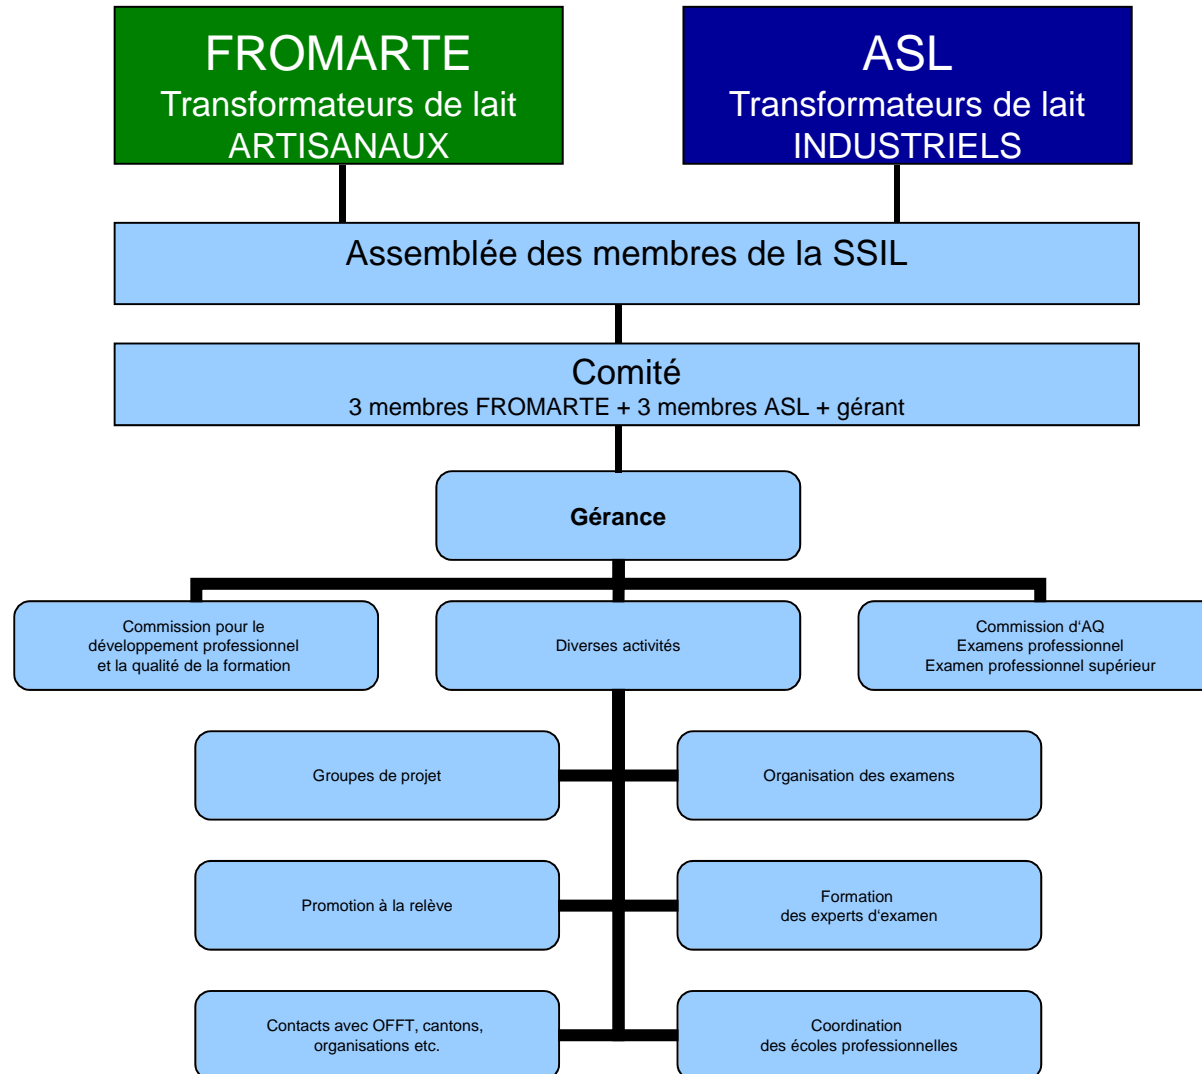 FROMARTE
Transformateurs de lait
ARTISANAUX
ASL
Transformateurs de lait
INDUSTRIELS
Assemblée des membres de la SSIL
Comité
3 membres FROMARTE + 3 membres ASL + gérant
Gérance
Commission pour le
développement professionnel
et la qualité de la formation
Diverses activités
Commission d‘AQ
Examens professionnel
Examen professionnel supérieur
Groupes de projet
Organisation des examens
Promotion à la relève
Formation
des experts d‘examen
Contacts avec OFFT, cantons,
organisations etc.
Coordination
des écoles professionnelles